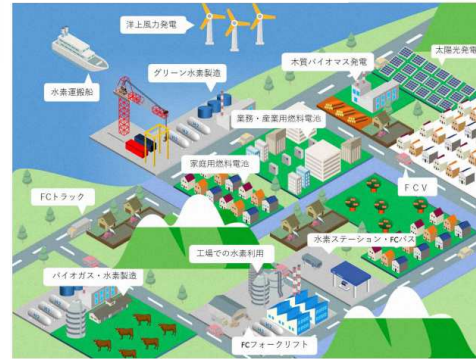 洋上風力発電
太陽光発電
木質バイオマス発電
水素運搬船
グリーン水素製造
業務・産業用燃料電池
家庭用燃料電池
FCV
FCトラック
水素ステーション・FCバス
工場での水素利用
バイオガス・水素製造
FCフォークリフト